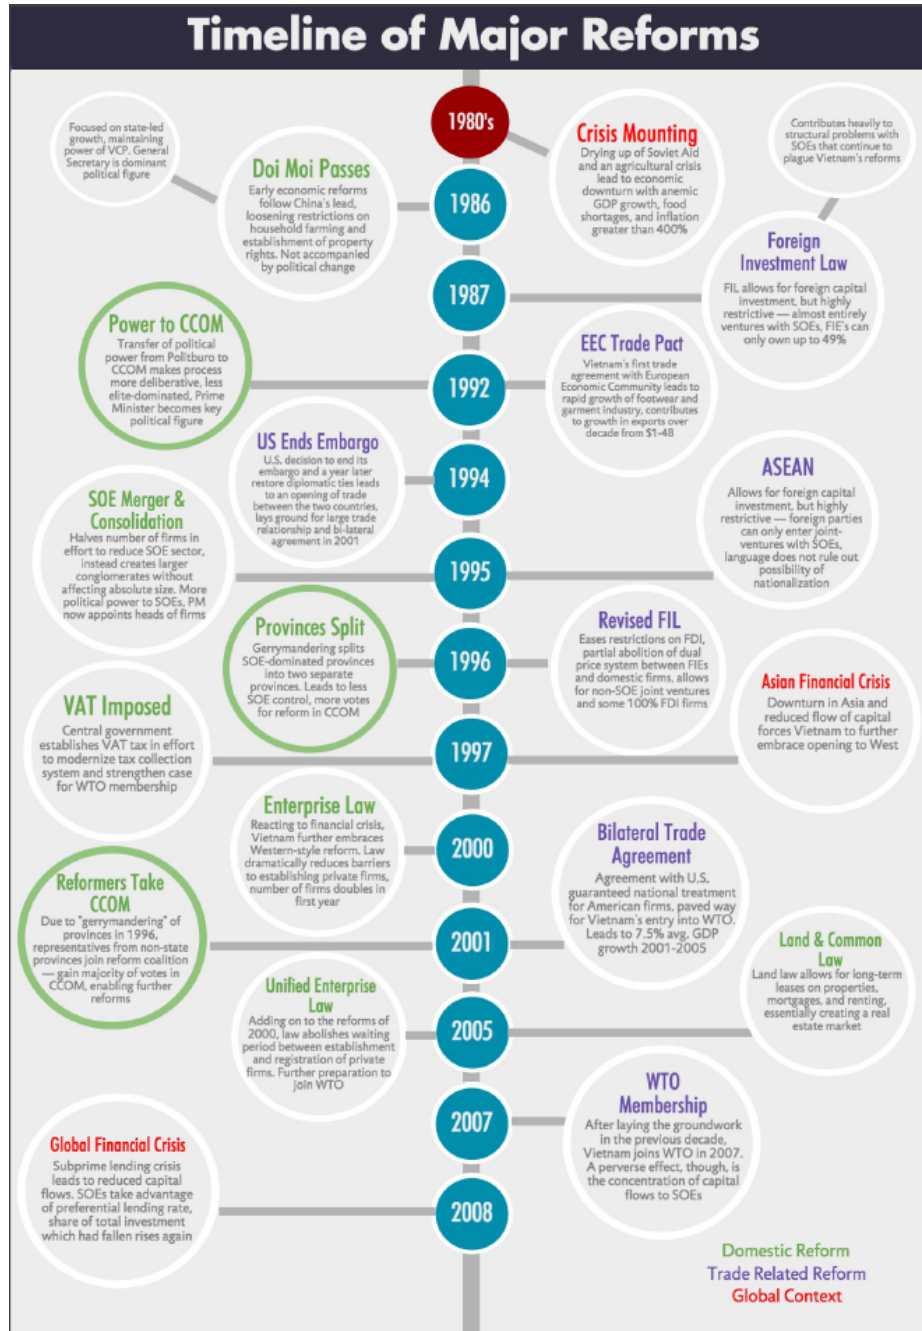 Timeline of Major Reforms
1980's
Focused on state-led
growth, maintaining
power of VCP. General
Secretary is dominant
political figure
Crisis Mounting
Drying up of Soviet Aid
and an agricultural crisis
lead to economic
downturn with anemic
GDP growth, food
shortages, and inflation
greater than 400%
Contributes heavily to
structural problems with
SOEs that continue to
plague Vietnam's reforms
Doi Moi Passes
Early economic reforms
follow China's lead,
loosening restrictions on
household farming and
establishment of property
rights. Not accompanied
by political change
1986
Foreign
Investment Law
FIL allows for foreign capital
investment, but highly
restrictive — almost entirely
ventures with SOEs, FIE's can
only own up to 49%
1987
Power to CCOM
Transfer of political
power from Politburo to
CCOM makes process
more deliberative, less
elite-dominated, Prime
Minister becomes key
political figure
1992
EEC Trade Pact
Vietnam's first trade
agreement with European
Economic Community leads to
rapid growth of footwear and
garment industry, contributes
to growth in exports over
decade from $1-4B
US Ends Embargo
U.S. decision to end its
embargo and a year later
restore diplomatic ties leads
to an opening of trade
between the two countries,
lays ground for large trade
relationship and bi-lateral
agreement in 2001
1994
ASEAN
Allows for foreign capital
investment, but highly
restrictive — foreign parties
can only enter joint-
ventures with SOEs,
language does not rule out
possibility of
nationalization
SOE Merger &
Consolidation
Halves number of firms in
effort to reduce SOE sector,
instead creates larger
conglomerates without
affecting absolute size. More
political power to SOEs, PM
now appoints heads of firms
1995
Provinces Split
Gerrymandering splits
SOE-dominated provinces
into two separate
provinces. Leads to less
SOE control, more votes
for reform in CCOM
1996
Revised FIL
Eases restrictions on FDI,
partial abolition of dual
price system between FIEs
and domestic firms, allows
for non-SOE joint ventures
and some 100% FDI firms
Asian Financial Crisis
Downturn in Asia and
reduced flow of capital
forces Vietnam to further
embrace opening to West
VAT Imposed
Central government
establishes VAT tax in effort
to modernize tax collection
system and strengthen case
for WTO membership
1997
Enterprise Law
Reacting to financial crisis,
Vietnam further embraces
Western-style reform. Law
dramatically reduces barriers
to establishing private firms,
number of firms doubles in
first year
2000
Bilateral Trade
Agreement
Agreement with U.S,
guaranteed national treatment
for American firms, paved way
for Vietnam's entry into WTO.
Leads to 7.5% avg. GDP
growth 2001-2005
Reformers Take
CCOM
Due to "gerrymandering" of
provinces in 1996,
representatives from non-state
provinces join reform coalition
— gain majority of votes in
CCOM, enabling further
reforms
2001
Land & Common
Law
Land law allows for long-term
leases on properties,
mortgages, and renting,
essentially creating a real
estate market
Unified Enterprise
Law
Adding on to the reforms of
2000, law abolishes waiting
period between establishment
and registration of private
firms. Further preparation to
join WTO
2005
WTO
Membership
After laying the groundwork
in the previous decade,
Vietnam joins WTO in 2007.
A perverse effect, though, is
the concentration of capital
flows to SOEs
2007
Global Financial Crisis
Subprime lending crisis
leads to reduced capital
flows. SOEs take advantage
of preferential lending rate,
share of total investment
which had fallen rises again
2008
Domestic Reform
Trade Related Reform
Global Context